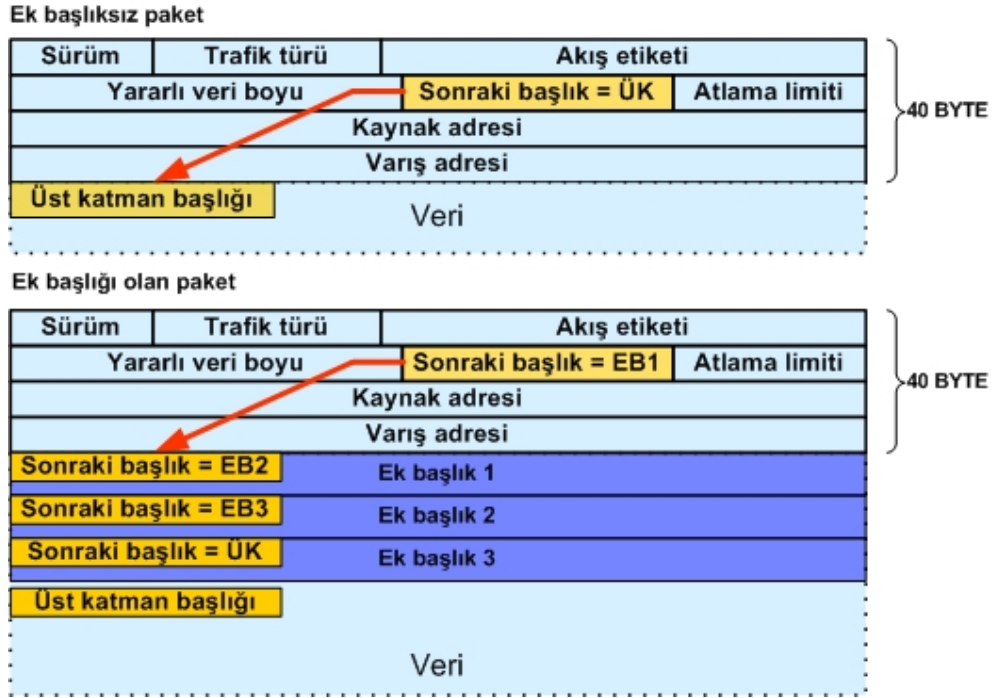 Ek başlıksız paket
Sürüm Trafik türü Akış etiketi
Yararlı veri boyu Sonraki başlık = ÜK Atlama limiti
40 BYTE
Kaynak adresi
Varış adresi
Üst katman başlığı
Veri
Ek başlığı olan paket
Sürüm Trafik türü Akış etiketi
Yararlı veri boyu Sonraki başlık = EB1 Atlama limiti
40 BYTE
Kaynak adresi
Varış adresi
Sonraki başlık = EB2 Ek başlık 1
Sonraki başlık = EB3 Ek başlık 2
Sonraki başlık = ÜK Ek başlık 3
Üst katman başlığı
Veri